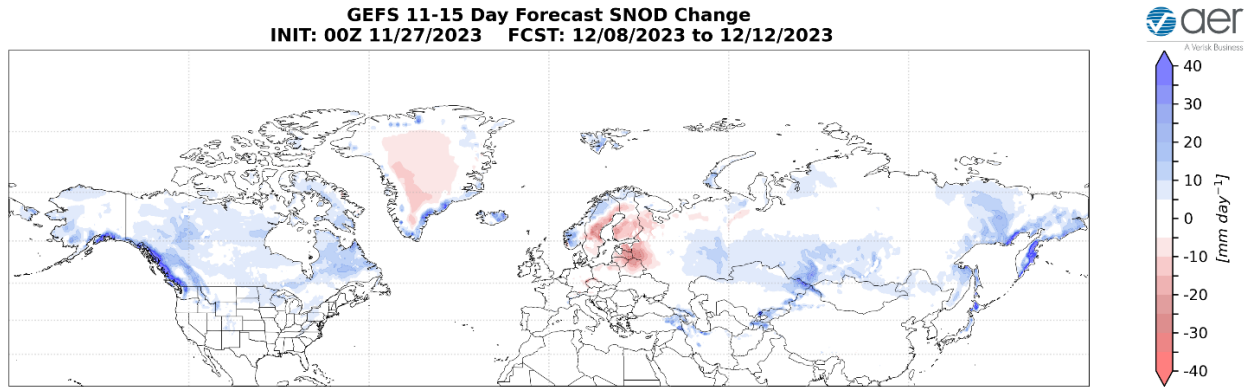 GEFS 11-15 Day Forecast SNOD Change
INIT: 00Z 11/27/2023    FCST: 12/08/2023 to 12/12/2023
aer
A Verisk Business
40
30
20
10
0
-10
-20
-30
-40
[mm day⁻¹]